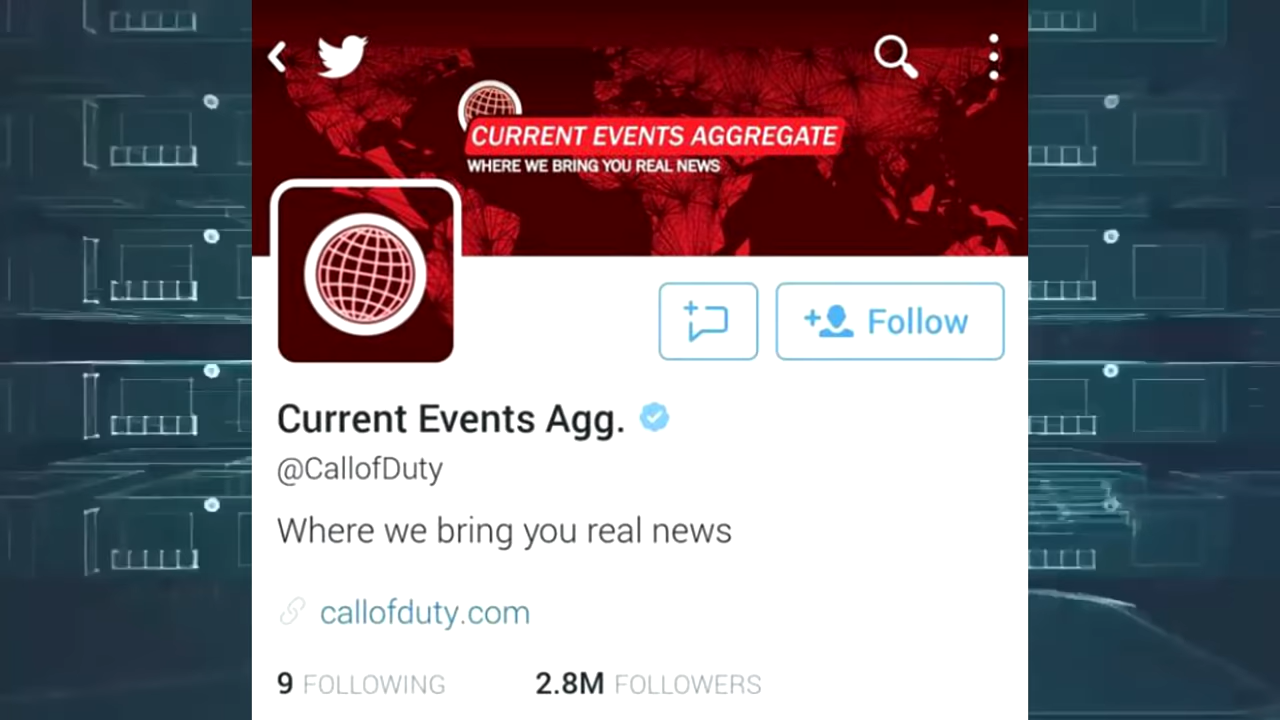 CURRENT EVENTS AGGREGATE
WHERE WE BRING YOU REAL NEWS
Follow
Current Events Agg.
@CallofDuty
Where we bring you real news
callofduty.com
9 FOLLOWING 2.8M FOLLOWERS